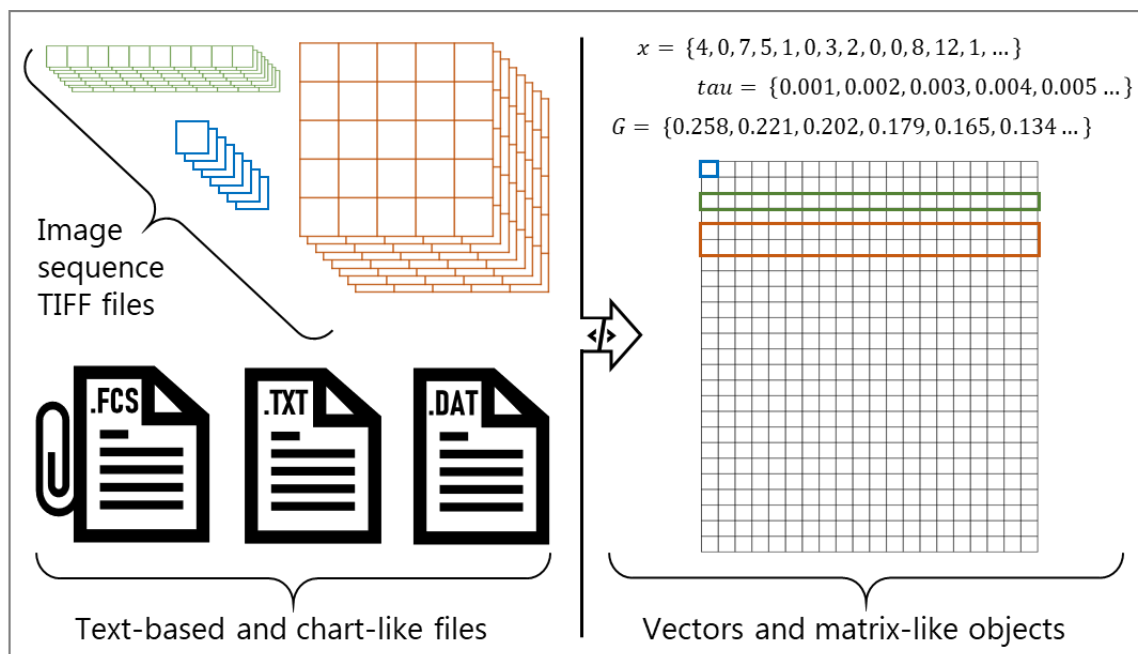 Image
sequence
TIFF files
.FCS
.TXT
.DAT
Text-based and chart-like files
</>
x = {4, 0, 7, 5, 1, 0, 3, 2, 0, 0, 8, 12, 1, … }
tau = {0.001, 0.002, 0.003, 0.004, 0.005 … }
G = {0.258, 0.221, 0.202, 0.179, 0.165, 0.134 … }
Vectors and matrix-like objects